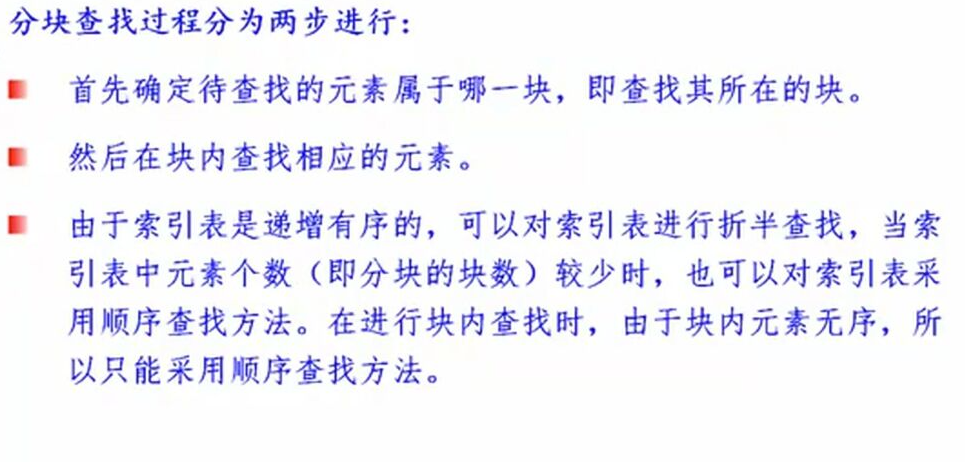 分块查找过程分为两步进行：
首先确定待查找的元素属于哪一块，即查找其所在的块。
然后在块内查找相应的元素。
由于索引表是递增有序的，可以对索引表进行折半查找，当索
引表中元素个数（即分块的块数）较少时，也可以对索引表采
用顺序查找方法。在进行块内查找时，由于块内元素无序，所
以只能采用顺序查找方法。